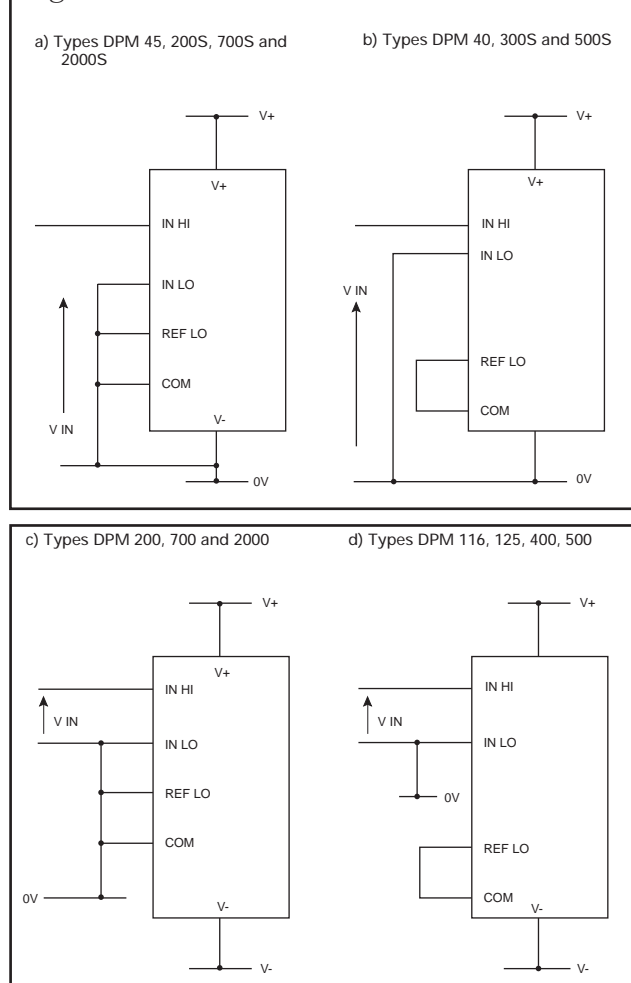 a) Types DPM 45, 200S, 700S and
2000S
V+
V+
IN HI
IN LO
REF LO
COM
V-
V IN
0V
b) Types DPM 40, 300S and 500S
V+
V+
IN HI
IN LO
V IN
REF LO
COM
0V
c) Types DPM 200, 700 and 2000
V+
V+
IN HI
V IN
IN LO
REF LO
COM
0V
V-
V-
d) Types DPM 116, 125, 400, 500
V+
IN HI
V IN
IN LO
0V
REF LO
COM
V-
V-